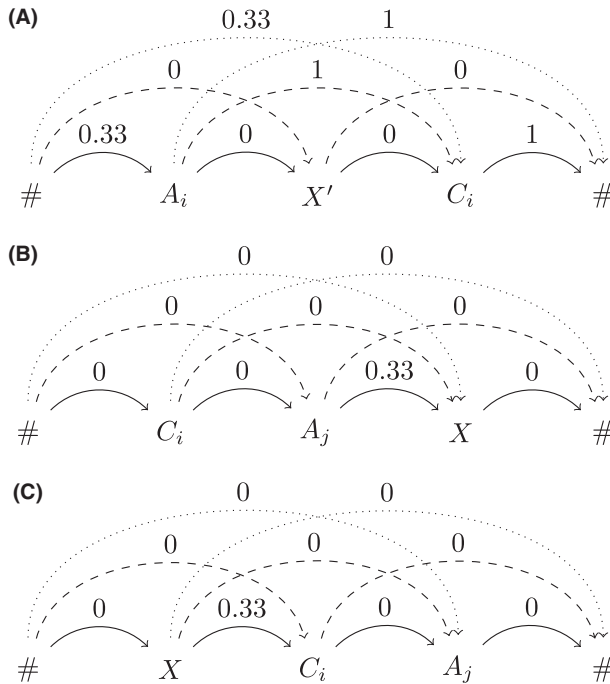 (A)
0.33 1
0 1 0
0.33 0 0 1
# A_i X′ C_i #
(B)
0 0
0 0 0
0 0 0.33 0
# C_i A_j X #
(C)
0 0
0 0 0
0 0.33 0 0
# X C_i A_j #